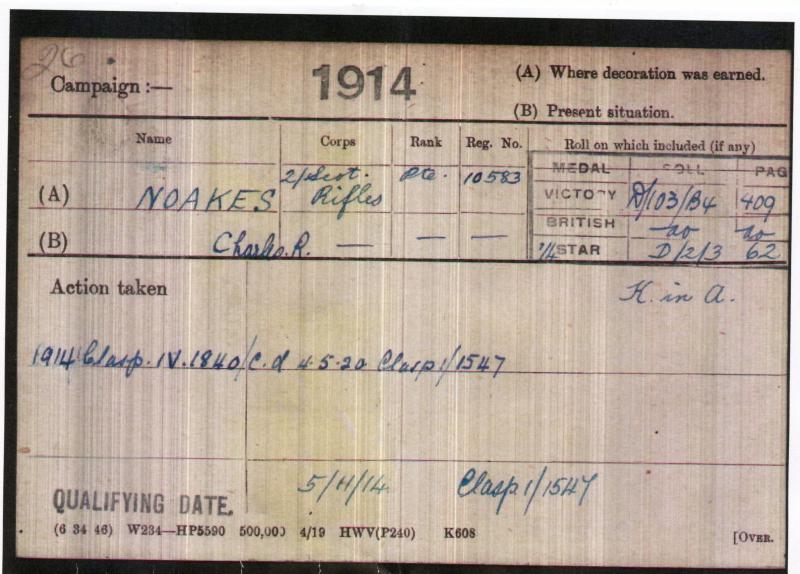 26
Campaign :— 1914 (A) Where decoration was earned.
(B) Present situation.
Name Corps Rank Reg. No. Roll on which included (if any)
MEDAL ROLL PAG
(A) NOAKES 2/Scot. Rifles Pte. 10583 VICTORY D/103/B4 409
BRITISH do do
(B) Charles. R. — — — 1/4 STAR D/2/3 62
Action taken K. in A.
1914 Clasp. IV. 1840/C. d 4.5.20 Clasp 1/1547
QUALIFYING DATE. 5/11/14 Clasp 1/1547
(6 34 46) W234—HP5590 500,000 4/19 HWV(P240) K608 [OVER.